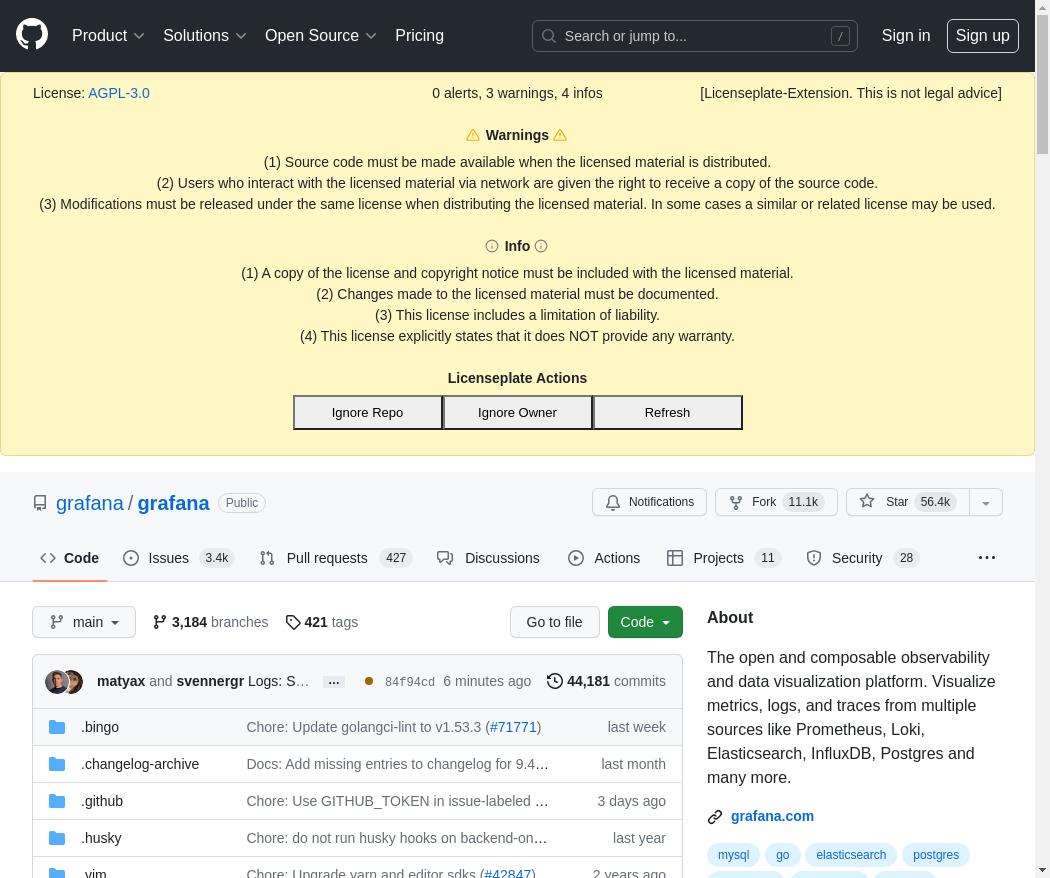 Product Solutions Open Source Pricing Search or jump to... / Sign in Sign up
License: AGPL-3.0 0 alerts, 3 warnings, 4 infos [Licenseplate-Extension. This is not legal advice]
Warnings
(1) Source code must be made available when the licensed material is distributed.
(2) Users who interact with the licensed material via network are given the right to receive a copy of the source code.
(3) Modifications must be released under the same license when distributing the licensed material. In some cases a similar or related license may be used.
Info
(1) A copy of the license and copyright notice must be included with the licensed material.
(2) Changes made to the licensed material must be documented.
(3) This license includes a limitation of liability.
(4) This license explicitly states that it does NOT provide any warranty.
Licenseplate Actions
Ignore Repo Ignore Owner Refresh
grafana / grafana Public Notifications Fork 11.1k Star 56.4k
Code Issues 3.4k Pull requests 427 Discussions Actions Projects 11 Security 28
main 3,184 branches 421 tags Go to file Code
matyax and svennergr Logs: S… … 84f94cd 6 minutes ago 44,181 commits
.bingo Chore: Update golangci-lint to v1.53.3 (#71771) last week
.changelog-archive Docs: Add missing entries to changelog for 9.4… last month
.github Chore: Use GITHUB_TOKEN in issue-labeled … 3 days ago
.husky Chore: do not run husky hooks on backend-on… last year
.vim Chore: Upgrade yarn and editor sdks (#42847) 2 years ago
About
The open and composable observability
and data visualization platform. Visualize
metrics, logs, and traces from multiple
sources like Prometheus, Loki,
Elasticsearch, InfluxDB, Postgres and
many more.
grafana.com
mysql go elasticsearch postgres